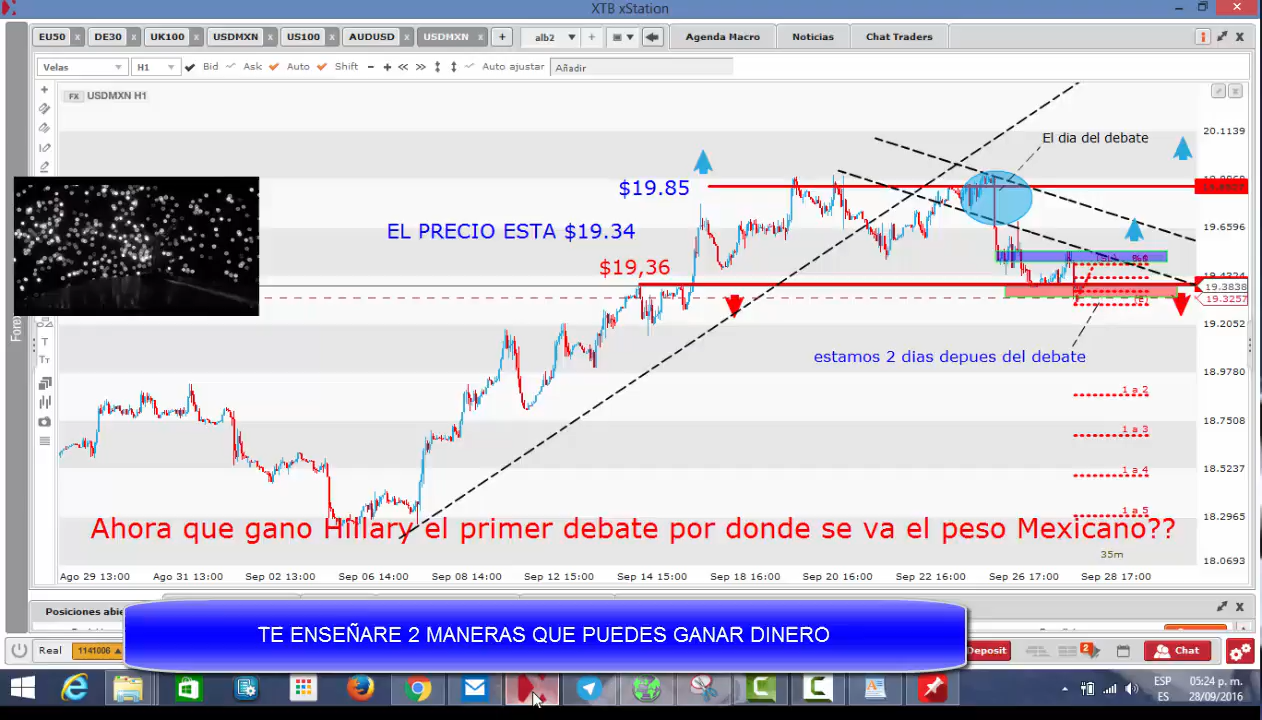 XTB xStation
EU50 x DE30 x UK100 x USDMXN x US100 x AUDUSD x USDMXN x + alb2 + Agenda Macro Noticias Chat Traders
Velas H1 Bid Ask Auto Shift - + Auto ajustar Añadir
FX USDMXN H1
20.1139
El dia del debate
$19.85
19.6596
EL PRECIO ESTA $19.34
$19,36
19.3838
19.3257
19.2052
estamos 2 dias depues del debate
18.9780
1 a 2
18.7508
1 a 3
18.5237
1 a 4
18.2965
1 a 5
Ahora que gano Hillary el primer debate por donde se va el peso Mexicano??
35m
18.0693
Ago 29 13:00 Ago 31 13:00 Sep 02 13:00 Sep 06 14:00 Sep 08 14:00 Sep 12 15:00 Sep 14 15:00 Sep 18 16:00 Sep 20 16:00 Sep 22 16:00 Sep 26 17:00 Sep 28 17:00
Forex
Posiciones abie
TE ENSEÑARE 2 MANERAS QUE PUEDES GANAR DINERO
Real 1141006 Deposit 2 Chat
ESP 05:24 p. m.
ES 28/09/2016